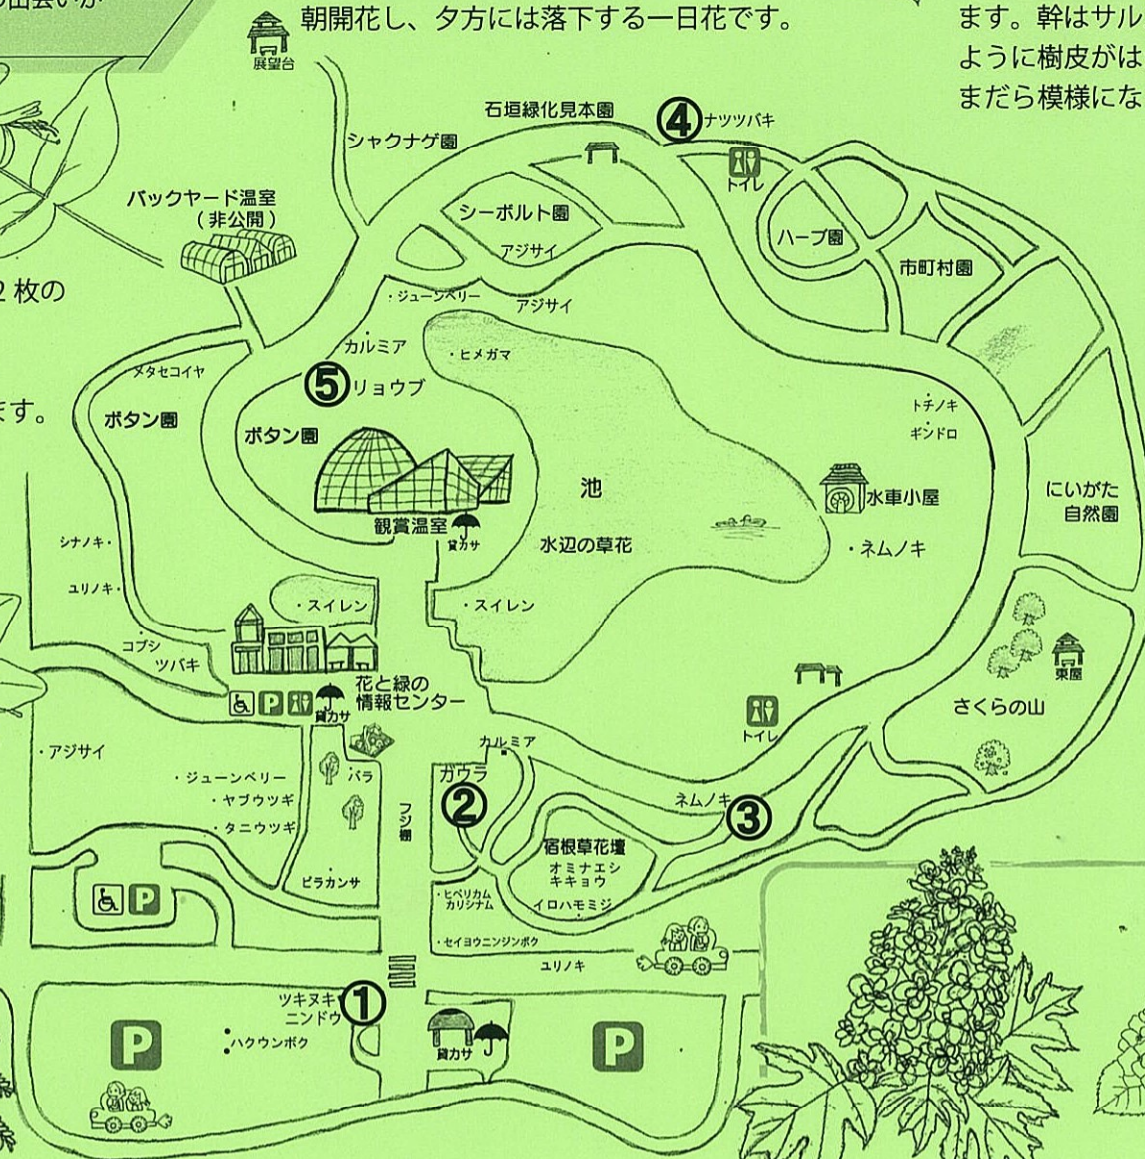 の出会いが
朝開花し、夕方には落下する一日花です。
ます。幹はサル
ように樹皮がは
まだら模様にな
展望台
石垣緑化見本園
④ナツツバキ
シャクナゲ園
トイレ
バックヤード温室
（非公開）
シーボルト園
アジサイ
ハーブ園
市町村園
2枚の
・ジューンベリー
アジサイ
カルミア
・ヒメガマ
メタセコイヤ
⑤リョウブ
ます。
ボタン園
ボタン園
トチノキ
ギンドロ
池
水車小屋
にいがた
自然園
観賞温室
貸カサ
水辺の草花
・ネムノキ
シナノキ・
ユリノキ・
・スイレン
・スイレン
コブシ
ツバキ
東屋
花と緑の
情報センター
P
貸カサ
さくらの山
トイレ
・アジサイ
カルミア
・ジューンベリー
バラ
ガウラ
②
・ヤブウツギ
ネムノキ
③
・タニウツギ
フジ棚
宿根草花壇
オミナエシ
キキョウ
ピラカンサ
・ヒペリカム
カリシナム
イロハモミジ
P
・セイヨウニンジンボク
ユリノキ
ツキヌキ
ニンドウ
①
P
ハクウンボク
貸カサ
P